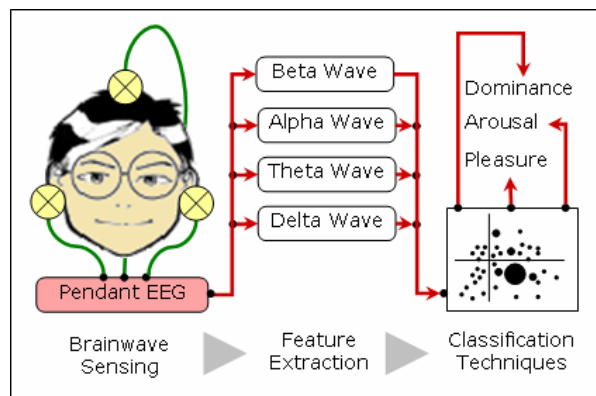 Beta Wave
Alpha Wave
Theta Wave
Delta Wave
Dominance
Arousal
Pleasure
Pendant EEG
Brainwave
Sensing
Feature
Extraction
Classification
Techniques